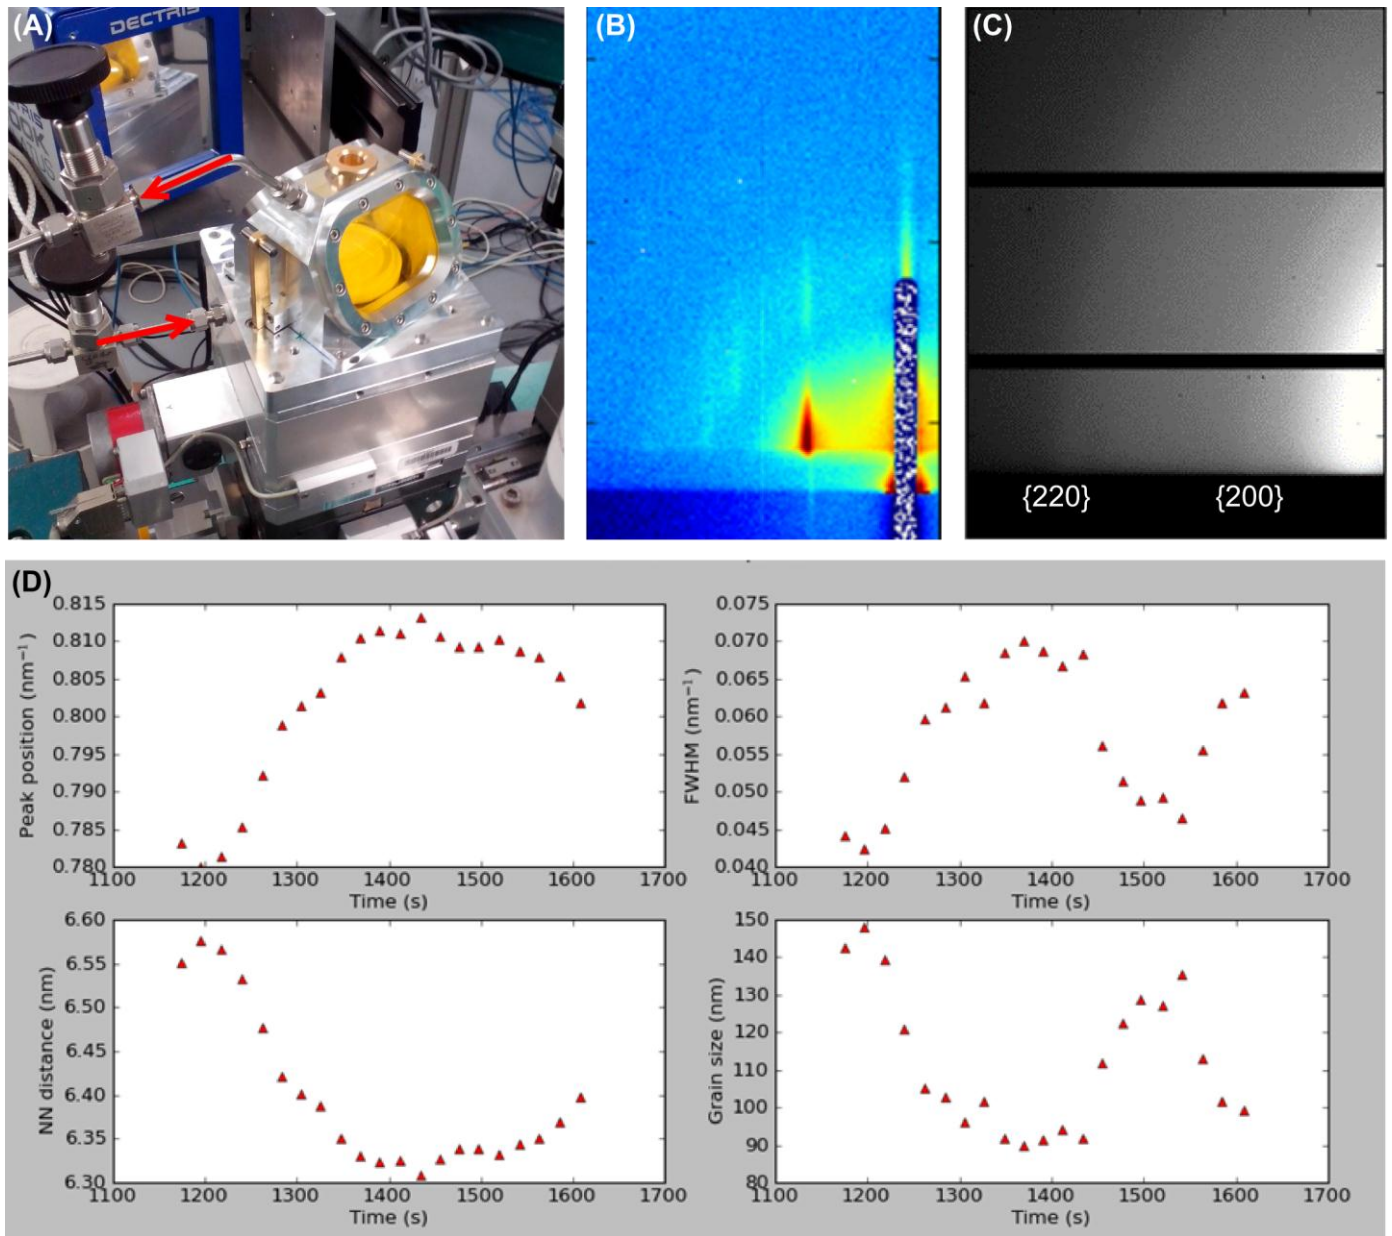 (A)
DECTRIS
(B)
(C)
{220}
{200}
(D)
0.815
0.810
0.805
0.800
0.795
0.790
0.785
0.780
Peak position (nm⁻¹)
1100 1200 1300 1400 1500 1600 1700
Time (s)
0.075
0.070
0.065
0.060
0.055
0.050
0.045
0.040
FWHM (nm⁻¹)
1100 1200 1300 1400 1500 1600 1700
Time (s)
6.60
6.55
6.50
6.45
6.40
6.35
6.30
NN distance (nm)
1100 1200 1300 1400 1500 1600 1700
Time (s)
150
140
130
120
110
100
90
80
Grain size (nm)
1100 1200 1300 1400 1500 1600 1700
Time (s)